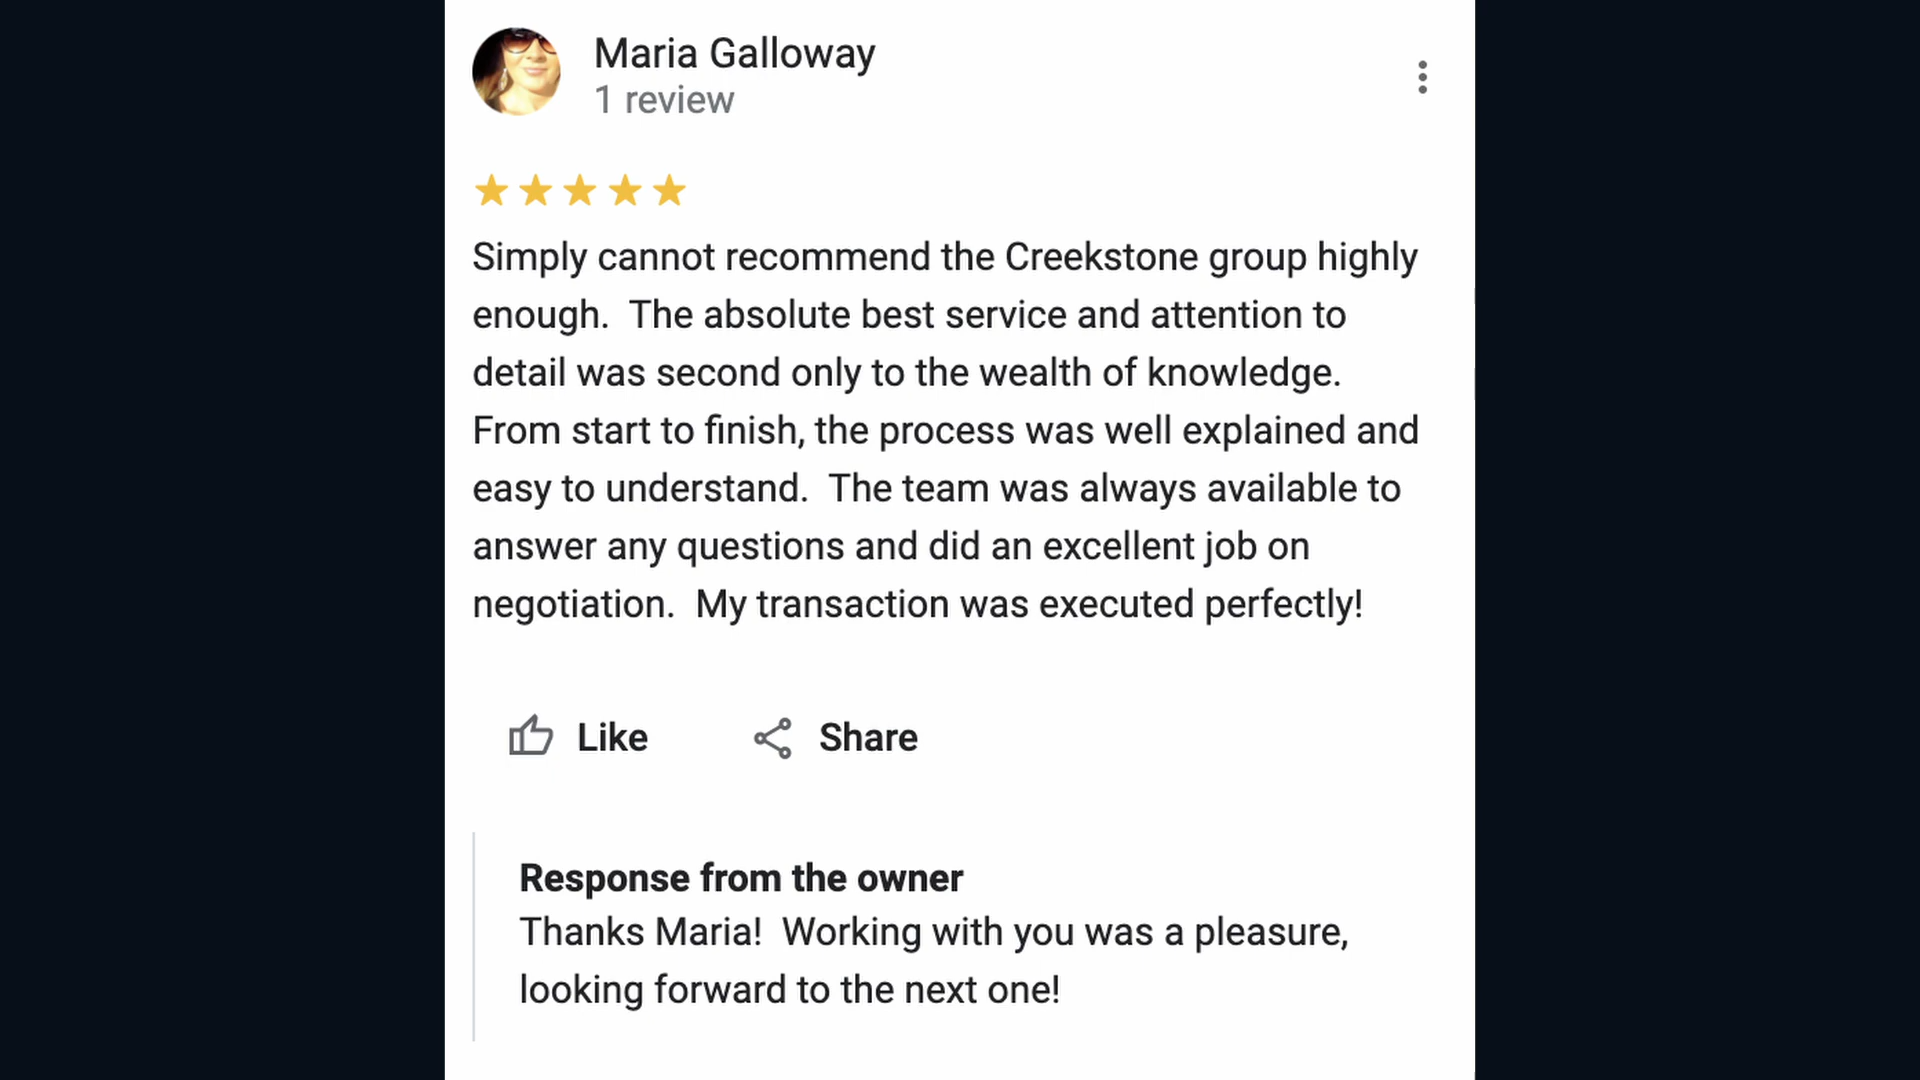 Maria Galloway
1 review
Simply cannot recommend the Creekstone group highly
enough.  The absolute best service and attention to
detail was second only to the wealth of knowledge.
From start to finish, the process was well explained and
easy to understand.  The team was always available to
answer any questions and did an excellent job on
negotiation.  My transaction was executed perfectly!
Like Share
Response from the owner
Thanks Maria!  Working with you was a pleasure,
looking forward to the next one!